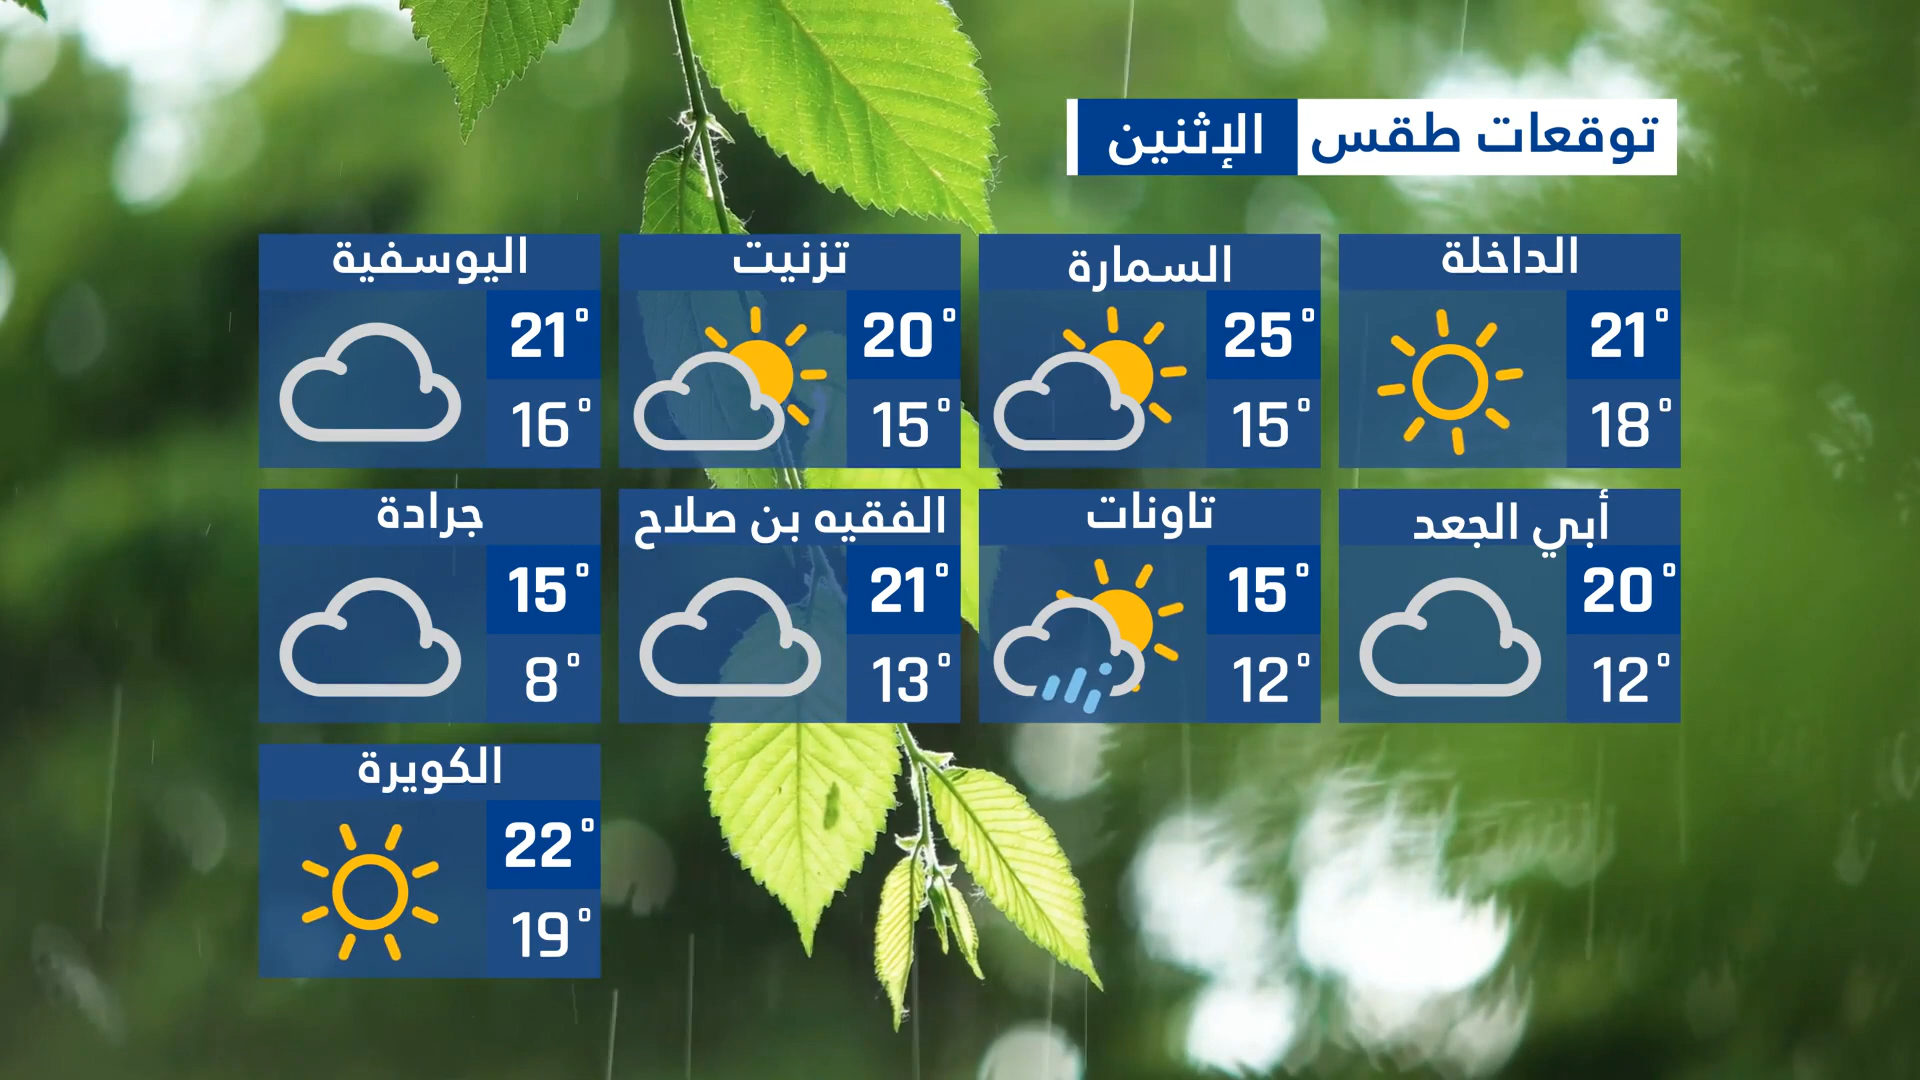 توقعات طقس الإثنين
الداخلة
21°
18°
السمارة
25°
15°
تزنيت
20°
15°
اليوسفية
21°
16°
أبي الجعد
20°
12°
تاونات
15°
12°
الفقيه بن صلاح
21°
13°
جرادة
15°
8°
الكويرة
22°
19°